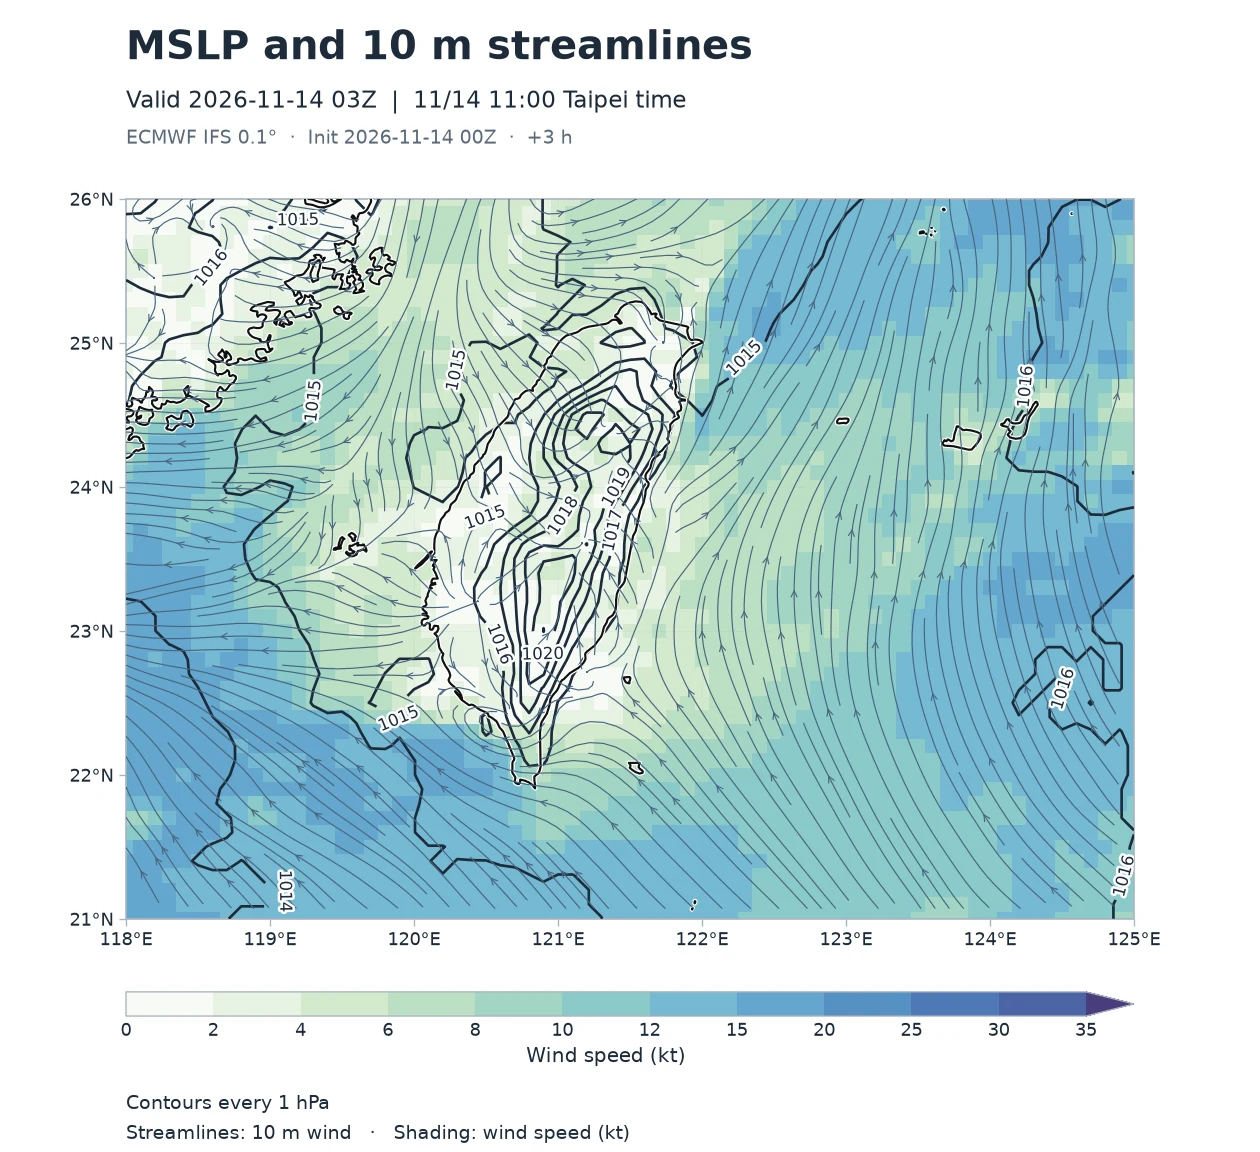 MSLP and 10 m streamlines
Valid 2026-11-14 03Z | 11/14 11:00 Taipei time
ECMWF IFS 0.1° · Init 2026-11-14 00Z · +3 h
26°N
1015
1016
25°N
1015
1015
1015
1016
24°N
1015
1018
1019
1017
23°N
1016
1020
1016
1015
22°N
1014
1016
21°N
118°E 119°E 120°E 121°E 122°E 123°E 124°E 125°E
0 2 4 6 8 10 12 15 20 25 30 35
Wind speed (kt)
Contours every 1 hPa
Streamlines: 10 m wind · Shading: wind speed (kt)